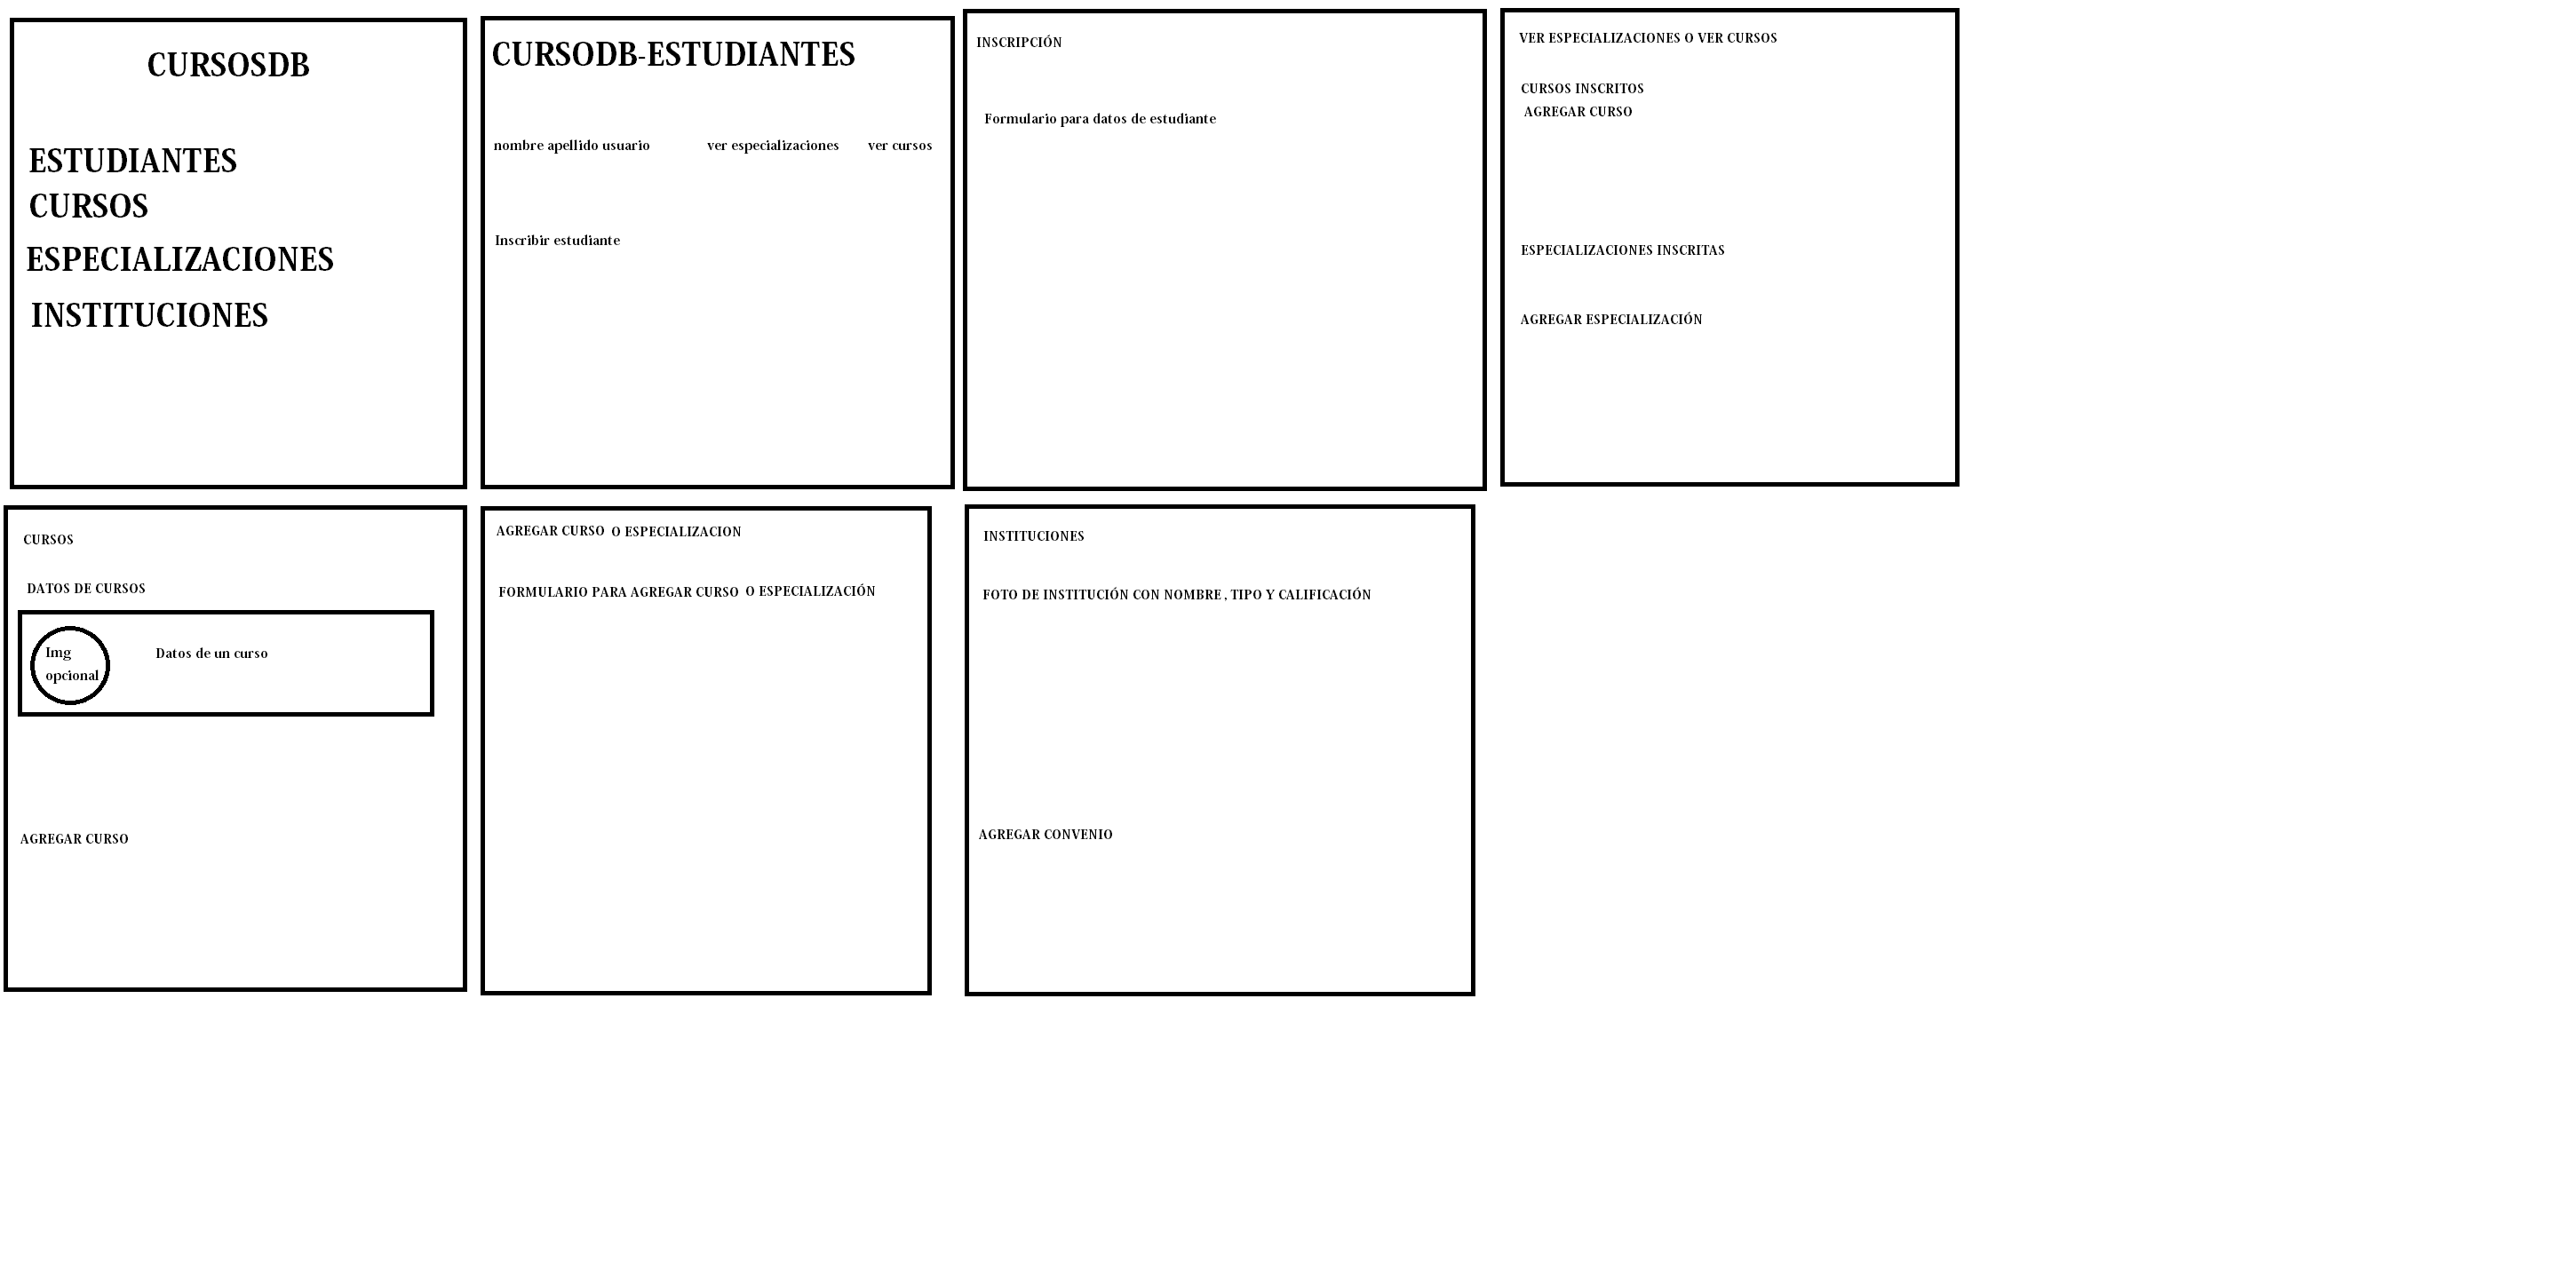 CURSOSDB
ESTUDIANTES
CURSOS
ESPECIALIZACIONES
INSTITUCIONES
CURSODB-ESTUDIANTES
nombre apellido usuario ver especializaciones ver cursos
Inscribir estudiante
INSCRIPCIÓN
Formulario para datos de estudiante
VER ESPECIALIZACIONES O VER CURSOS
CURSOS INSCRITOS
AGREGAR CURSO
ESPECIALIZACIONES INSCRITAS
AGREGAR ESPECIALIZACIÓN
CURSOS
DATOS DE CURSOS
Img
opcional
Datos de un curso
AGREGAR CURSO
AGREGAR CURSO O ESPECIALIZACION
FORMULARIO PARA AGREGAR CURSO O ESPECIALIZACIÓN
INSTITUCIONES
FOTO DE INSTITUCIÓN CON NOMBRE , TIPO Y CALIFICACIÓN
AGREGAR CONVENIO